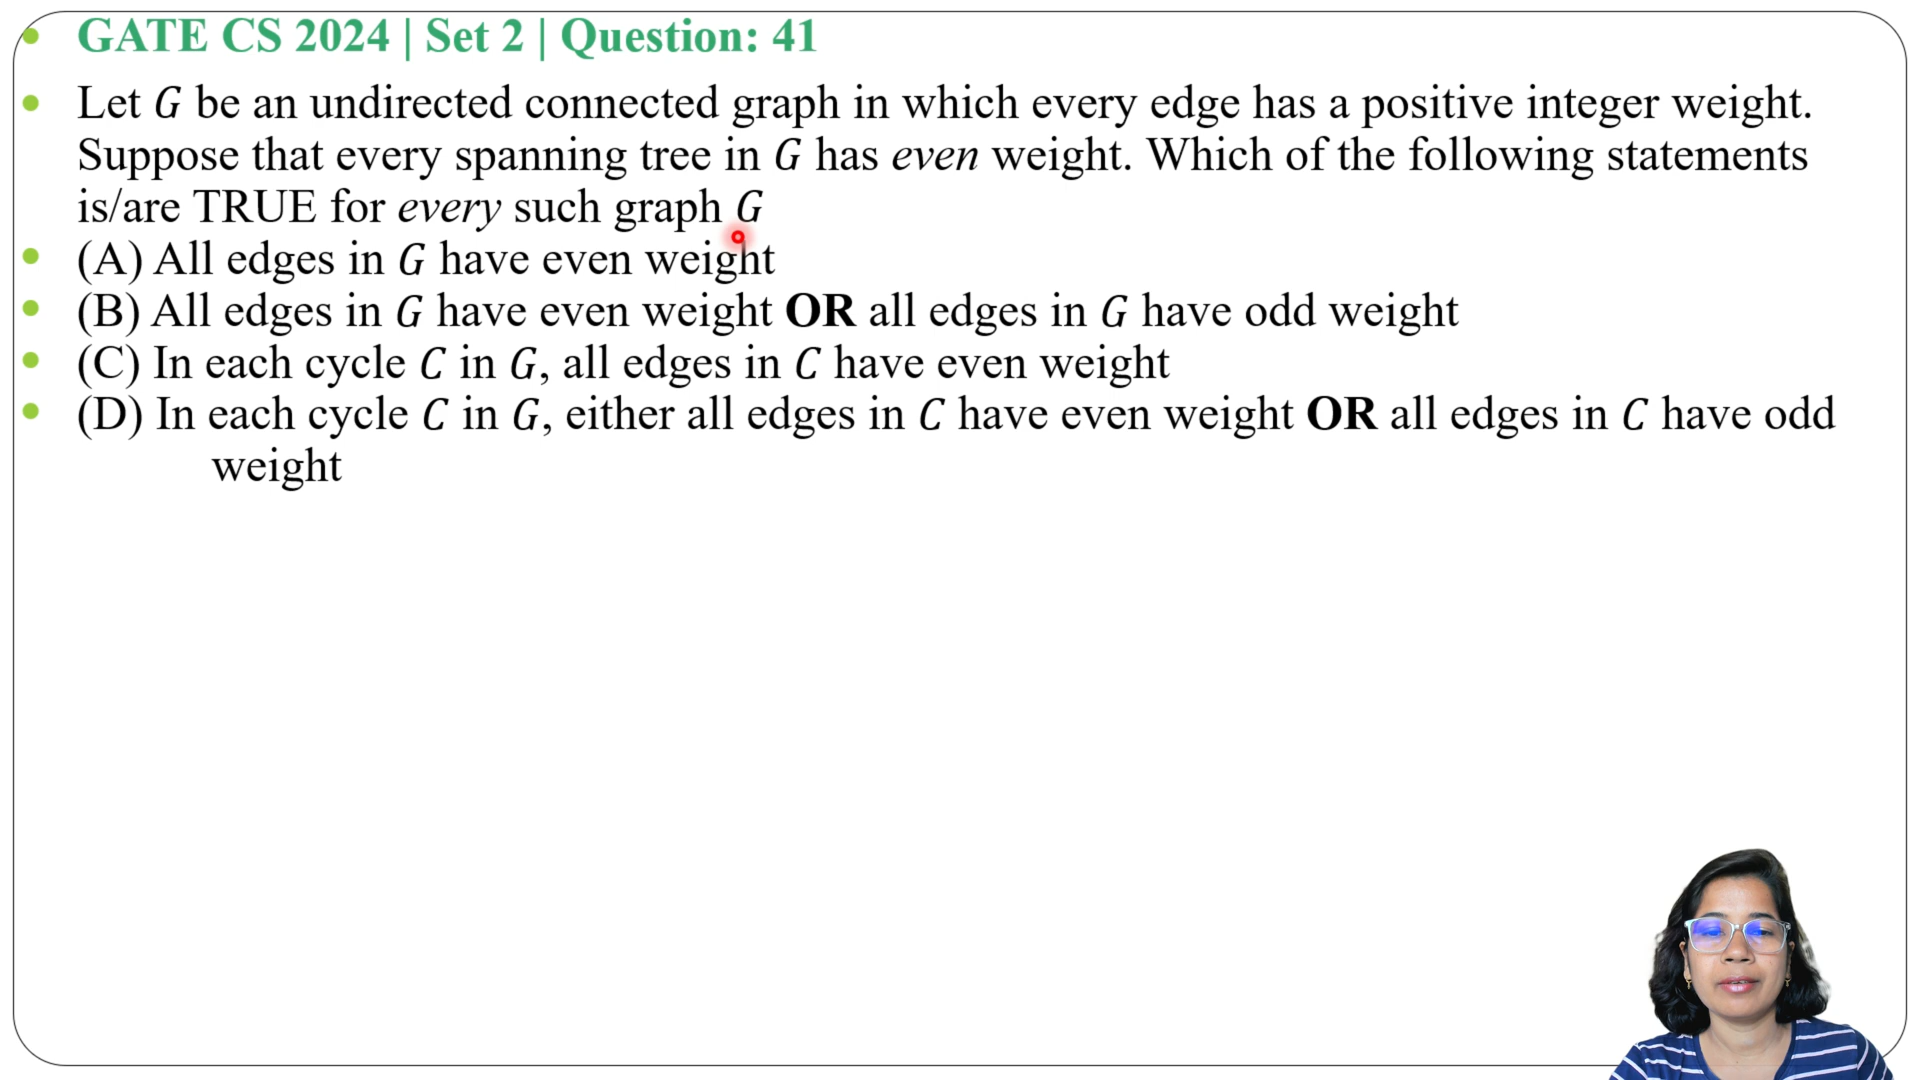 GATE CS 2024 | Set 2 | Question: 41
Let G be an undirected connected graph in which every edge has a positive integer weight.
Suppose that every spanning tree in G has even weight. Which of the following statements
is/are TRUE for every such graph G
(A) All edges in G have even weight
(B) All edges in G have even weight OR all edges in G have odd weight
(C) In each cycle C in G, all edges in C have even weight
(D) In each cycle C in G, either all edges in C have even weight OR all edges in C have odd
weight